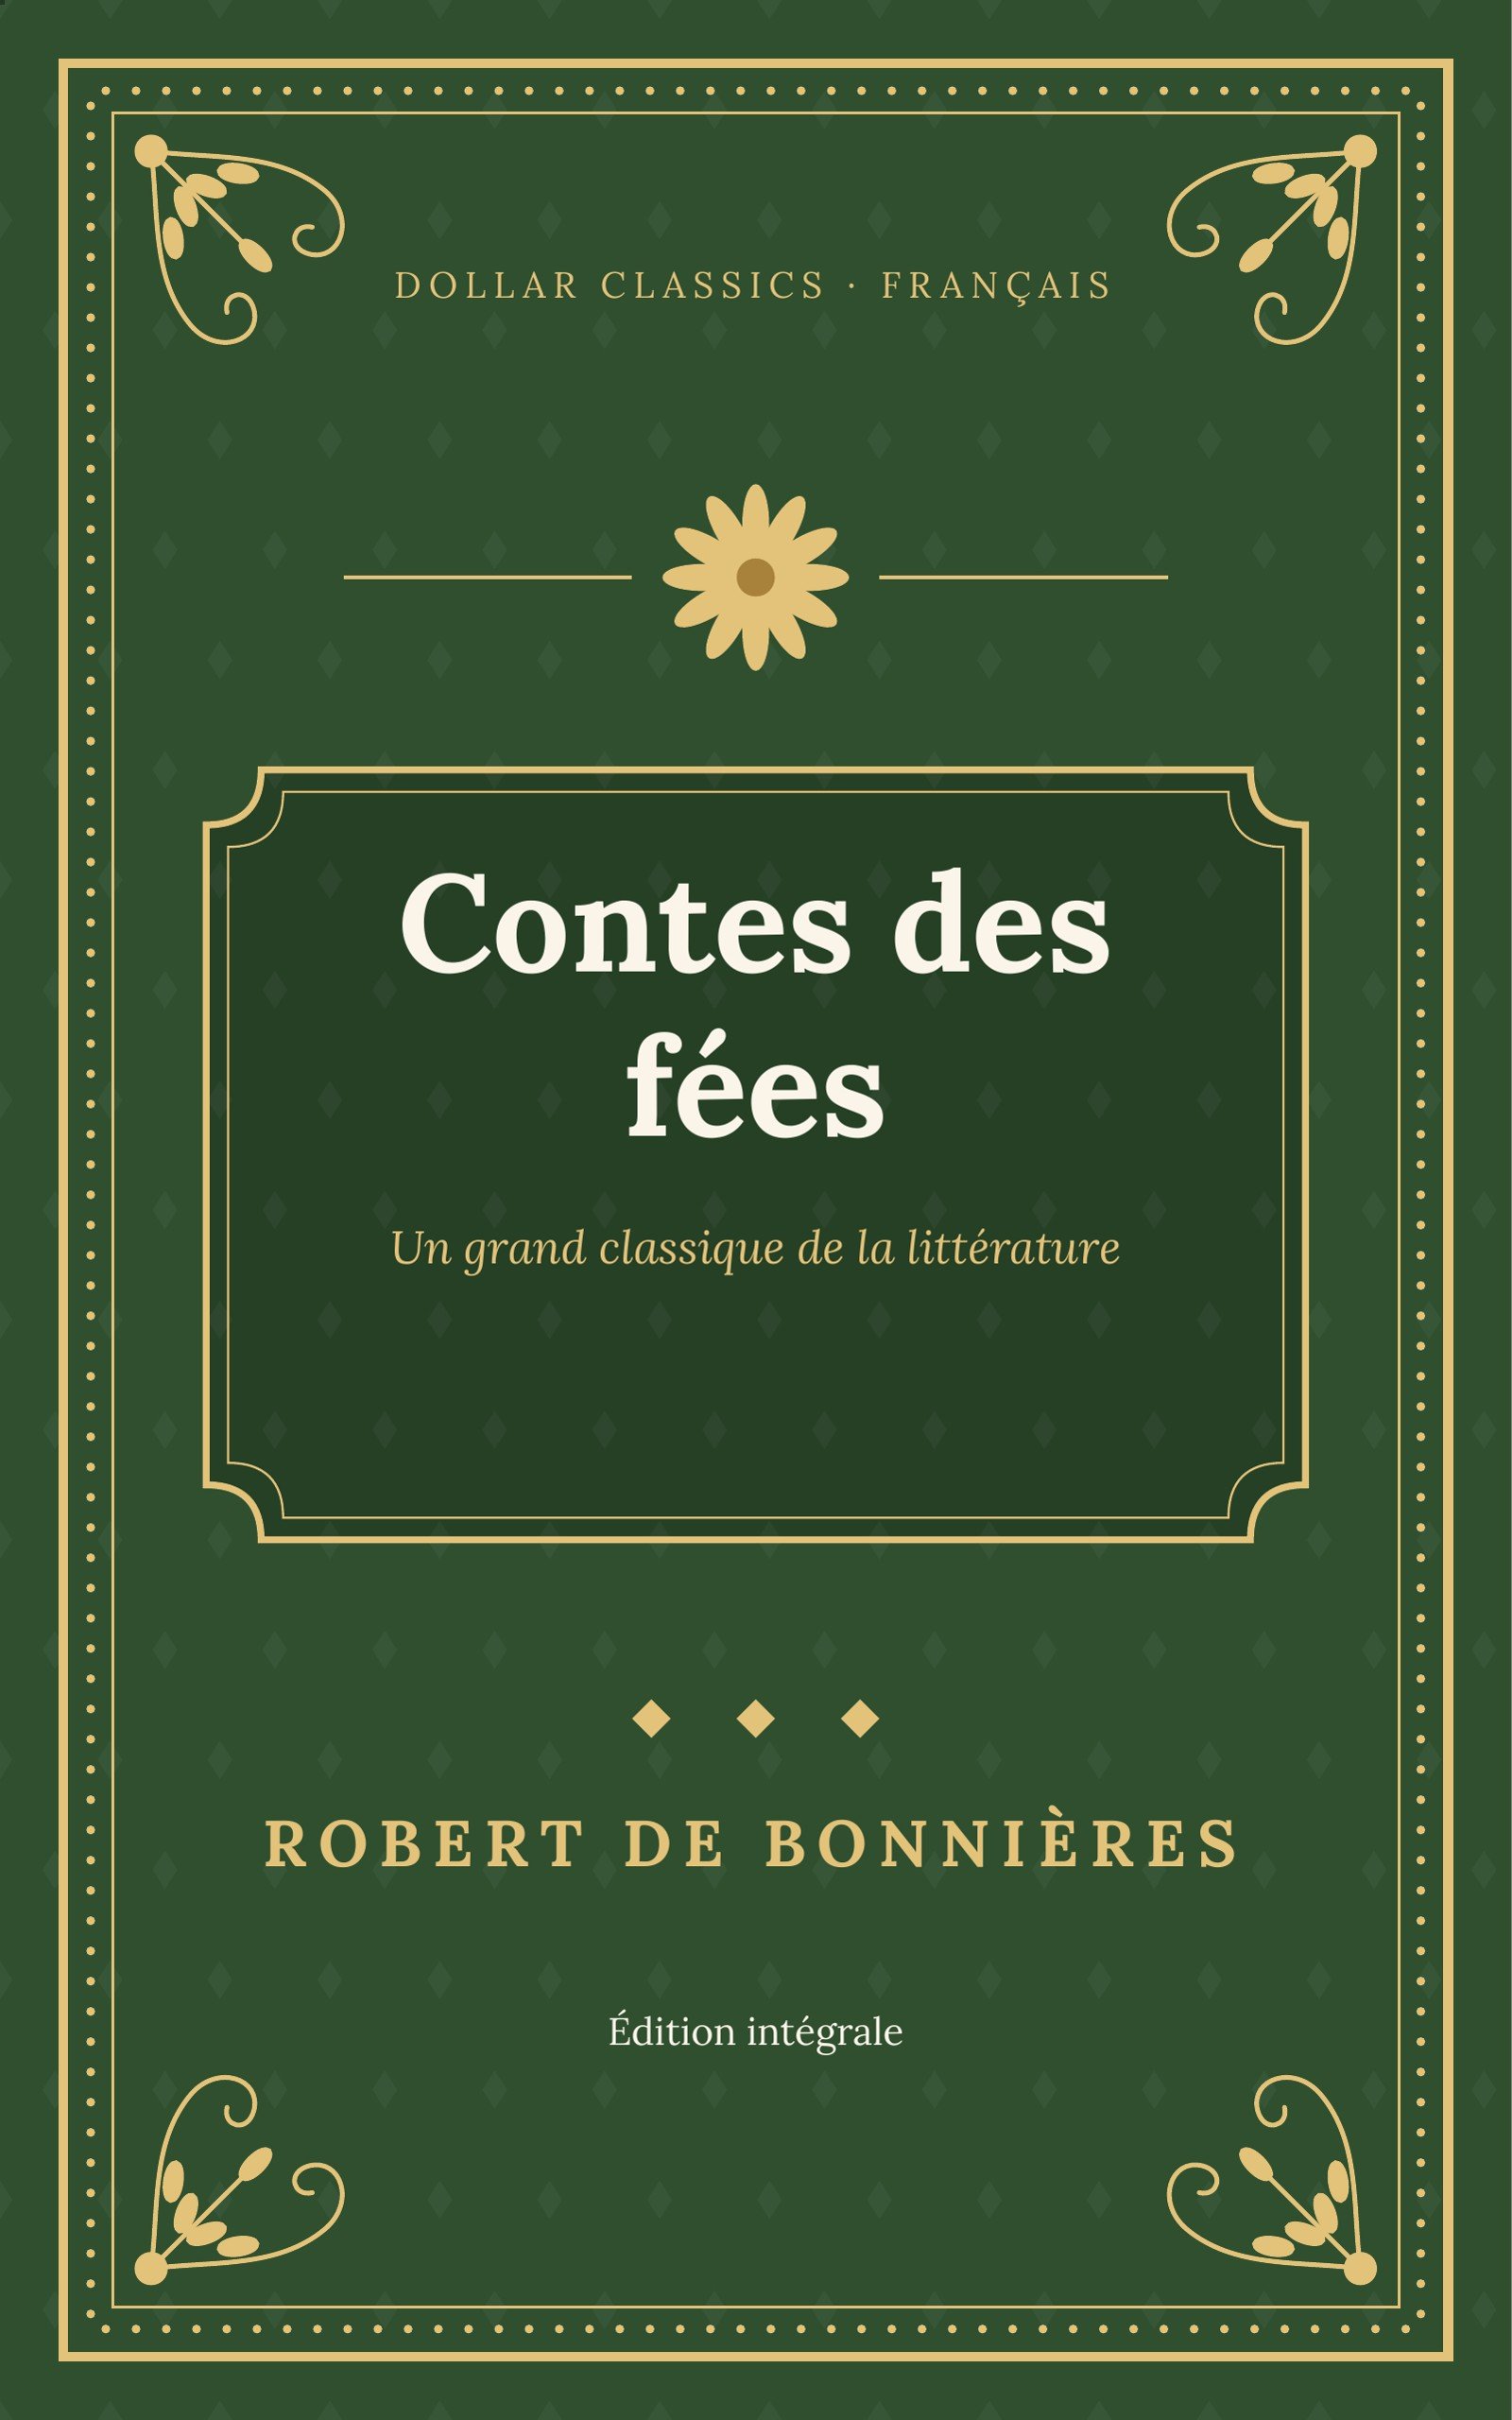 DOLLAR CLASSICS · FRANÇAIS
Contes des
fées
Un grand classique de la littérature
ROBERT DE BONNIÈRES
Édition intégrale